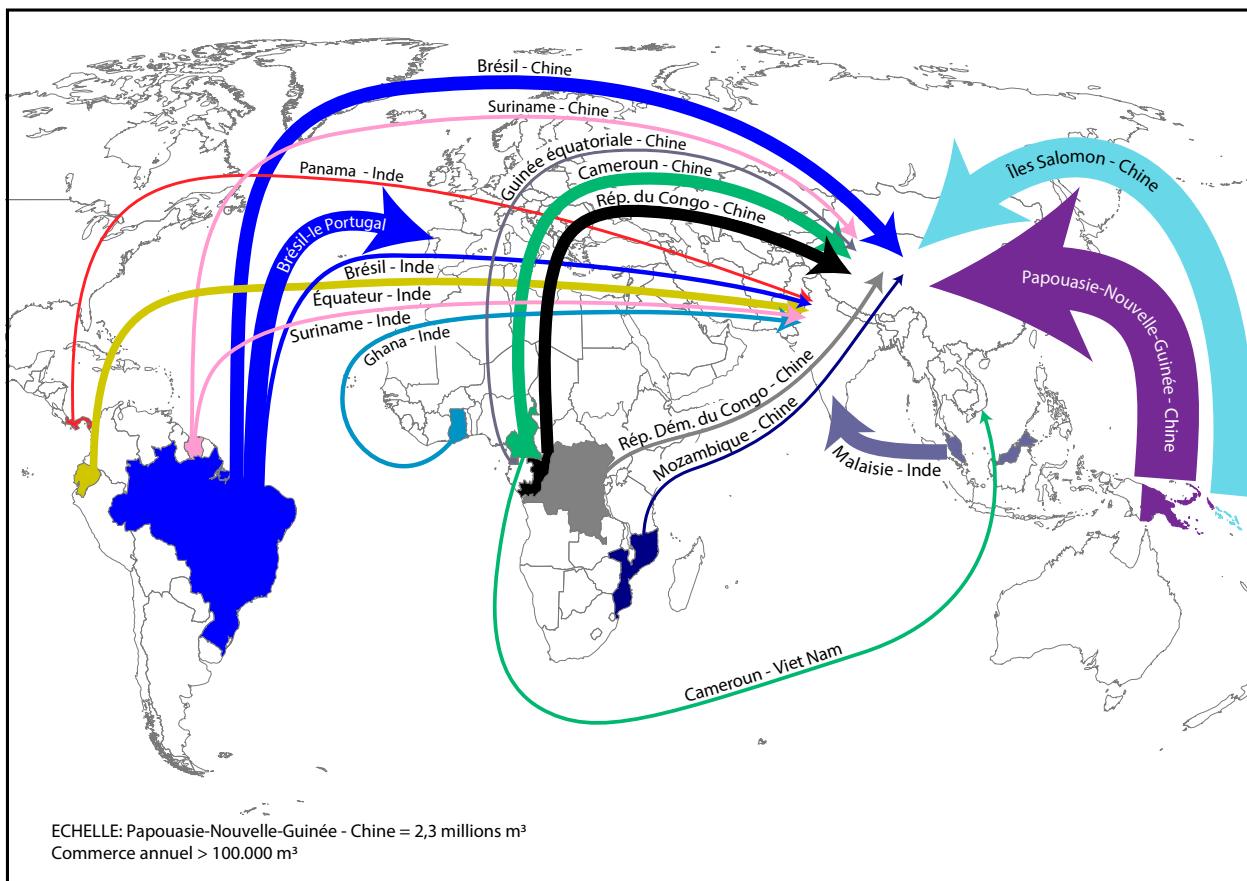 Brésil - Chine
Suriname - Chine
Guinée équatoriale - Chine
Cameroun - Chine
Rép. du Congo - Chine
Panama - Inde
Îles Salomon - Chine
Brésil-le Portugal
Brésil - Inde
Équateur - Inde
Suriname - Inde
Ghana - Inde
Papouasie-Nouvelle-Guinée - Chine
Rép. Dém. du Congo - Chine
Mozambique - Chine
Malaisie - Inde
Cameroun - Viet Nam
ECHELLE: Papouasie-Nouvelle-Guinée - Chine = 2,3 millions m³
Commerce annuel > 100.000 m³